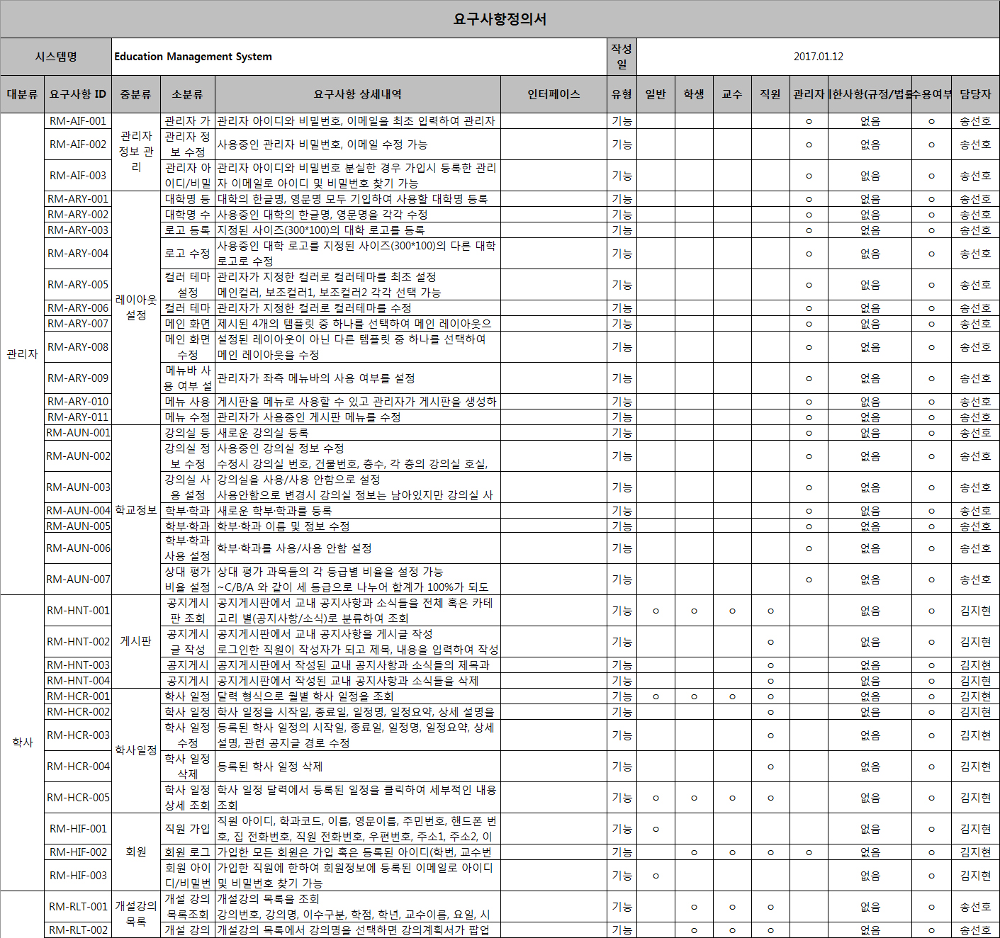 요구사항정의서
시스템명 Education Management System 작성일 2017.01.12
대분류 요구사항 ID 중분류 소분류 요구사항 상세내역 인터페이스 유형 일반 학생 교수 직원 관리자 한사항(규정/법률 수용여부 담당자
관리자
관리자 정보 관리
RM-AIF-001 관리자 가 관리자 아이디와 비밀번호, 이메일을 최초 입력하여 관리자 기능 ㅇ 없음 ㅇ 송선호
RM-AIF-002 관리자 정보 수정 사용중인 관리자 비밀번호, 이메일 수정 가능 기능 ㅇ 없음 ㅇ 송선호
RM-AIF-003 관리자 아이디/비밀 관리자 아이디와 비밀번호 분실한 경우 가입시 등록한 관리자 이메일로 아이디 및 비밀번호 찾기 가능 기능 ㅇ 없음 ㅇ 송선호
레이아웃 설정
RM-ARY-001 대학명 등 대학의 한글명, 영문명 모두 기입하여 사용할 대학명 등록 기능 ㅇ 없음 ㅇ 송선호
RM-ARY-002 대학명 수 사용중인 대학의 한글명, 영문명을 각각 수정 기능 ㅇ 없음 ㅇ 송선호
RM-ARY-003 로고 등록 지정된 사이즈(300*100)의 대학 로고를 등록 기능 ㅇ 없음 ㅇ 송선호
RM-ARY-004 로고 수정 사용중인 대학 로고를 지정된 사이즈(300*100)의 다른 대학 로고로 수정 기능 ㅇ 없음 ㅇ 송선호
RM-ARY-005 컬러 테마 설정 관리자가 지정한 컬러로 컬러테마를 최초 설정
메인컬러, 보조컬러1, 보조컬러2 각각 선택 가능 기능 ㅇ 없음 ㅇ 송선호
RM-ARY-006 컬러 테마 관리자가 지정한 컬러로 컬러테마를 수정 기능 ㅇ 없음 ㅇ 송선호
RM-ARY-007 메인 화면 제시된 4개의 템플릿 중 하나를 선택하여 메인 레이아웃으 기능 ㅇ 없음 ㅇ 송선호
RM-ARY-008 메인 화면 수정 설정된 레이아웃이 아닌 다른 템플릿 중 하나를 선택하여 메인 레이아웃을 수정 기능 ㅇ 없음 ㅇ 송선호
RM-ARY-009 메뉴바 사용 여부 설 관리자가 좌측 메뉴바의 사용 여부를 설정 기능 ㅇ 없음 ㅇ 송선호
RM-ARY-010 메뉴 사용 게시판을 메뉴로 사용할 수 있고 관리자가 게시판을 생성하 기능 ㅇ 없음 ㅇ 송선호
RM-ARY-011 메뉴 수정 관리자가 사용중인 게시판 메뉴를 수정 기능 ㅇ 없음 ㅇ 송선호
학교정보
RM-AUN-001 강의실 등 새로운 강의실 등록 기능 ㅇ 없음 ㅇ 송선호
RM-AUN-002 강의실 정보 수정 사용중인 강의실 정보 수정
수정시 강의실 번호, 건물번호, 층수, 각 층의 강의실 호실, 기능 ㅇ 없음 ㅇ 송선호
RM-AUN-003 강의실 사용 설정 강의실을 사용/사용 안함으로 설정
사용안함으로 변경시 강의실 정보는 남아있지만 강의실 사 기능 ㅇ 없음 ㅇ 송선호
RM-AUN-004 학부·학과 새로운 학부·학과를 등록 기능 ㅇ 없음 ㅇ 송선호
RM-AUN-005 학부·학과 학부·학과 이름 및 정보 수정 기능 ㅇ 없음 ㅇ 송선호
RM-AUN-006 학부·학과 사용 설정 학부·학과를 사용/사용 안함 설정 기능 ㅇ 없음 ㅇ 송선호
RM-AUN-007 상대 평가 비율 설정 상대 평가 과목들의 각 등급별 비율을 설정 가능
~C/B/A 와 같이 세 등급으로 나누어 합계가 100%가 되도 기능 ㅇ 없음 ㅇ 송선호
학사
게시판
RM-HNT-001 공지게시판 조회 공지게시판에서 교내 공지사항과 소식들을 전체 혹은 카테고리 별(공지사항/소식)로 분류하여 조회 기능 ㅇ ㅇ ㅇ ㅇ 없음 ㅇ 김지현
RM-HNT-002 공지게시글 작성 공지게시판에서 교내 공지사항을 게시글 작성
로그인한 직원이 작성자가 되고 제목, 내용을 입력하여 작성 기능 ㅇ 없음 ㅇ 김지현
RM-HNT-003 공지게시 공지게시판에서 작성된 교내 공지사항과 소식들의 제목과 기능 ㅇ 없음 ㅇ 김지현
RM-HNT-004 공지게시 공지게시판에서 작성된 교내 공지사항과 소식들을 삭제 기능 ㅇ 없음 ㅇ 김지현
학사일정
RM-HCR-001 학사 일정 달력 형식으로 월별 학사 일정을 조회 기능 ㅇ ㅇ ㅇ ㅇ 없음 ㅇ 김지현
RM-HCR-002 학사 일정 학사 일정을 시작일, 종료일, 일정명, 일정요약, 상세 설명을 기능 ㅇ 없음 ㅇ 김지현
RM-HCR-003 학사 일정 수정 등록된 학사 일정의 시작일, 종료일, 일정명, 일정요약, 상세 설명, 관련 공지글 경로 수정 기능 ㅇ 없음 ㅇ 김지현
RM-HCR-004 학사 일정 삭제 등록된 학사 일정 삭제 기능 ㅇ 없음 ㅇ 김지현
RM-HCR-005 학사 일정 상세 조회 학사 일정 달력에서 등록된 일정을 클릭하여 세부적인 내용 조회 기능 ㅇ ㅇ ㅇ ㅇ 없음 ㅇ 김지현
회원
RM-HIF-001 직원 가입 직원 아이디, 학과코드, 이름, 영문이름, 주민번호, 핸드폰 번호, 집 전화번호, 직원 전화번호, 우편번호, 주소1, 주소2, 이 기능 ㅇ 없음 ㅇ 김지현
RM-HIF-002 회원 로그 가입한 모든 회원은 가입 혹은 등록된 아이디(학번, 교수번 기능 ㅇ ㅇ ㅇ ㅇ 없음 ㅇ 김지현
RM-HIF-003 회원 아이디/비밀번 가입한 직원에 한하여 회원정보에 등록된 이메일로 아이디 및 비밀번호 찾기 가능 기능 ㅇ 없음 ㅇ 김지현
개설강의 목록
RM-RLT-001 개설 강의 목록조회 개설강의 목록을 조회
강의번호, 강의명, 이수구분, 학점, 학년, 교수이름, 요일, 시 기능 ㅇ ㅇ ㅇ 없음 ㅇ 송선호
RM-RLT-002 개설 강의 개설강의 목록에서 강의명을 선택하면 강의계획서가 팝업 기능 ㅇ ㅇ ㅇ 없음 ㅇ 송선호